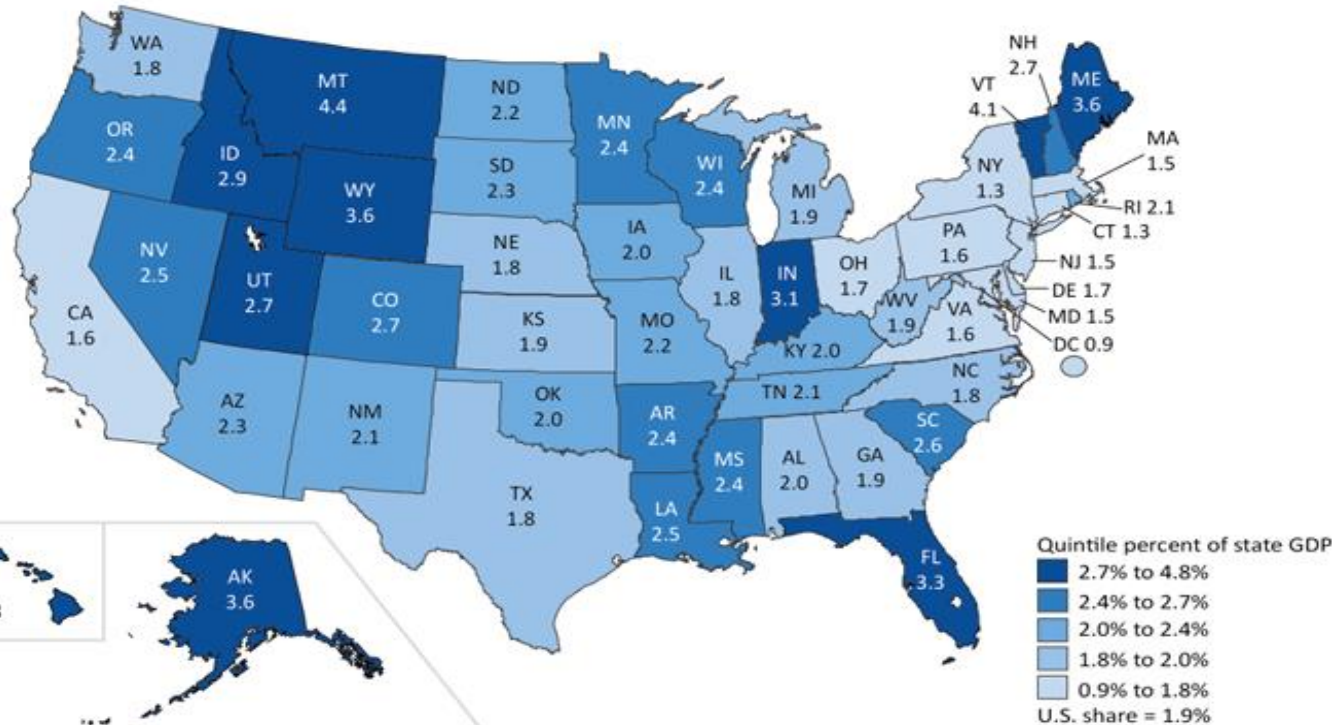 WA
1.8
MT
4.4
ND
2.2
MN
2.4
NH
2.7
VT
4.1
ME
3.6
OR
2.4
ID
2.9
WY
3.6
SD
2.3
WI
2.4
MI
1.9
NY
1.3
MA
1.5
RI 2.1
CT 1.3
NV
2.5
UT
2.7
CO
2.7
NE
1.8
IA
2.0
IL
1.8
IN
3.1
OH
1.7
PA
1.6
NJ 1.5
DE 1.7
MD 1.5
DC 0.9
CA
1.6
KS
1.9
MO
2.2
KY 2.0
WV
1.9
VA
1.6
AZ
2.3
NM
2.1
OK
2.0
AR
2.4
TN 2.1
NC
1.8
SC
2.6
TX
1.8
LA
2.5
MS
2.4
AL
2.0
GA
1.9
FL
3.3
AK
3.6
Quintile percent of state GDP
2.7% to 4.8%
2.4% to 2.7%
2.0% to 2.4%
1.8% to 2.0%
0.9% to 1.8%
U.S. share = 1.9%